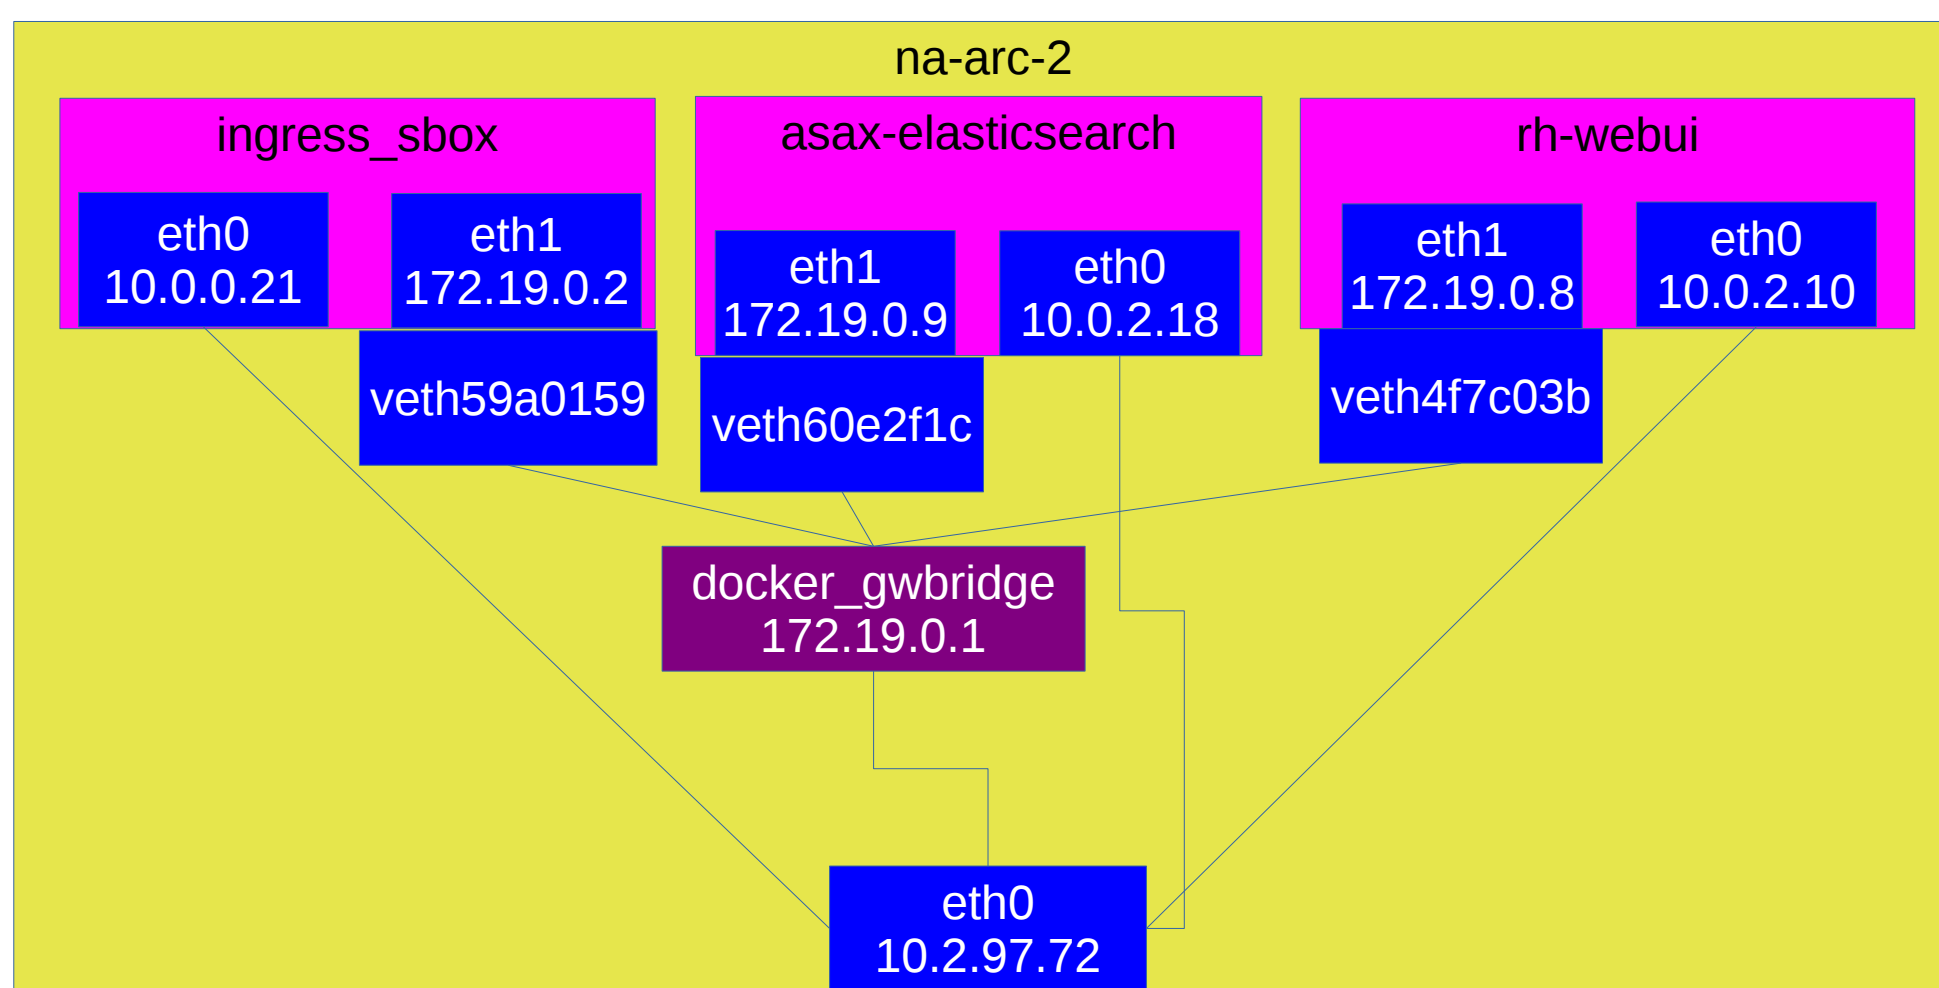 na-arc-2
ingress_sbox
eth0
10.0.0.21
eth1
172.19.0.2
veth59a0159
asax-elasticsearch
eth1
172.19.0.9
eth0
10.0.2.18
veth60e2f1c
rh-webui
eth1
172.19.0.8
eth0
10.0.2.10
veth4f7c03b
docker_gwbridge
172.19.0.1
eth0
10.2.97.72